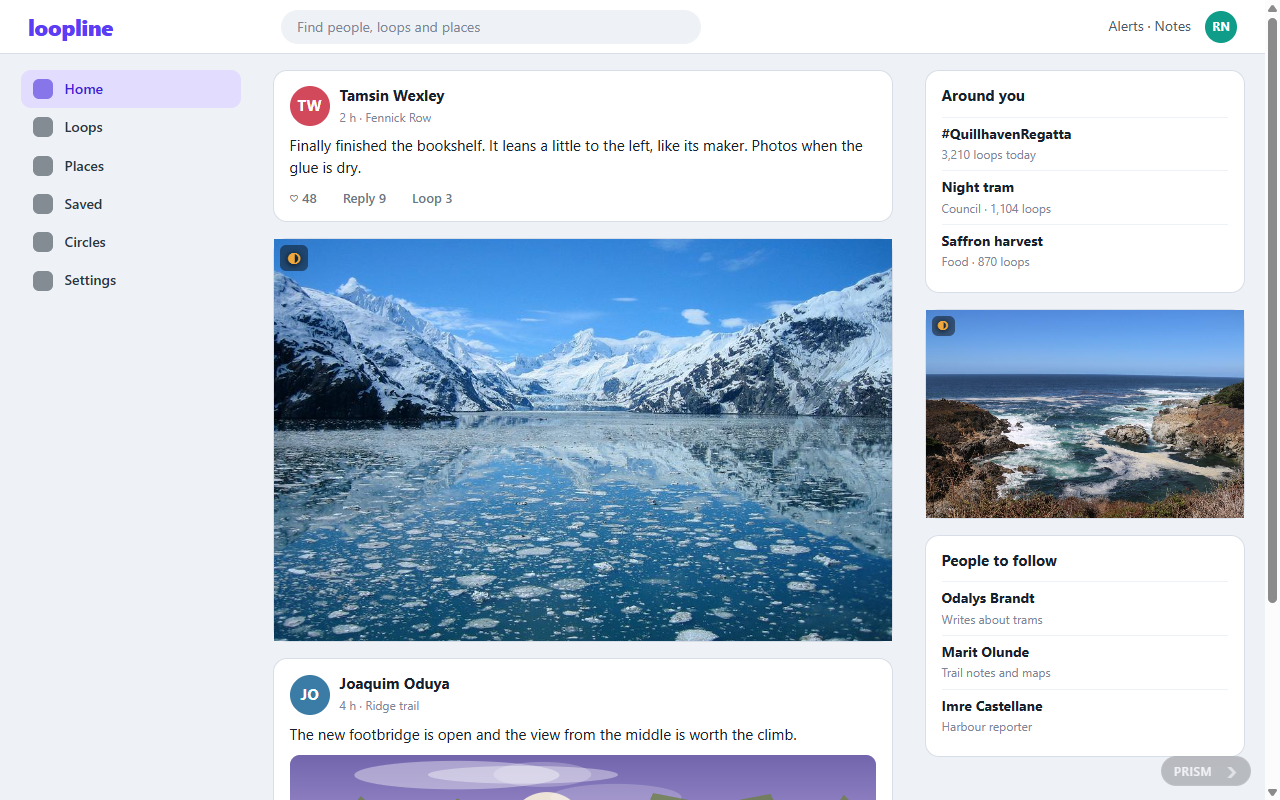 loopline
Find people, loops and places
Alerts · Notes
RN
Home
Loops
Places
Saved
Circles
Settings
TW
Tamsin Wexley
2 h · Fennick Row
Finally finished the bookshelf. It leans a little to the left, like its maker. Photos when the
glue is dry.
♡ 48 Reply 9 Loop 3
JO
Joaquim Oduya
4 h · Ridge trail
The new footbridge is open and the view from the middle is worth the climb.
Around you
#QuillhavenRegatta
3,210 loops today
Night tram
Council · 1,104 loops
Saffron harvest
Food · 870 loops
People to follow
Odalys Brandt
Writes about trams
Marit Olunde
Trail notes and maps
Imre Castellane
Harbour reporter
PRISM